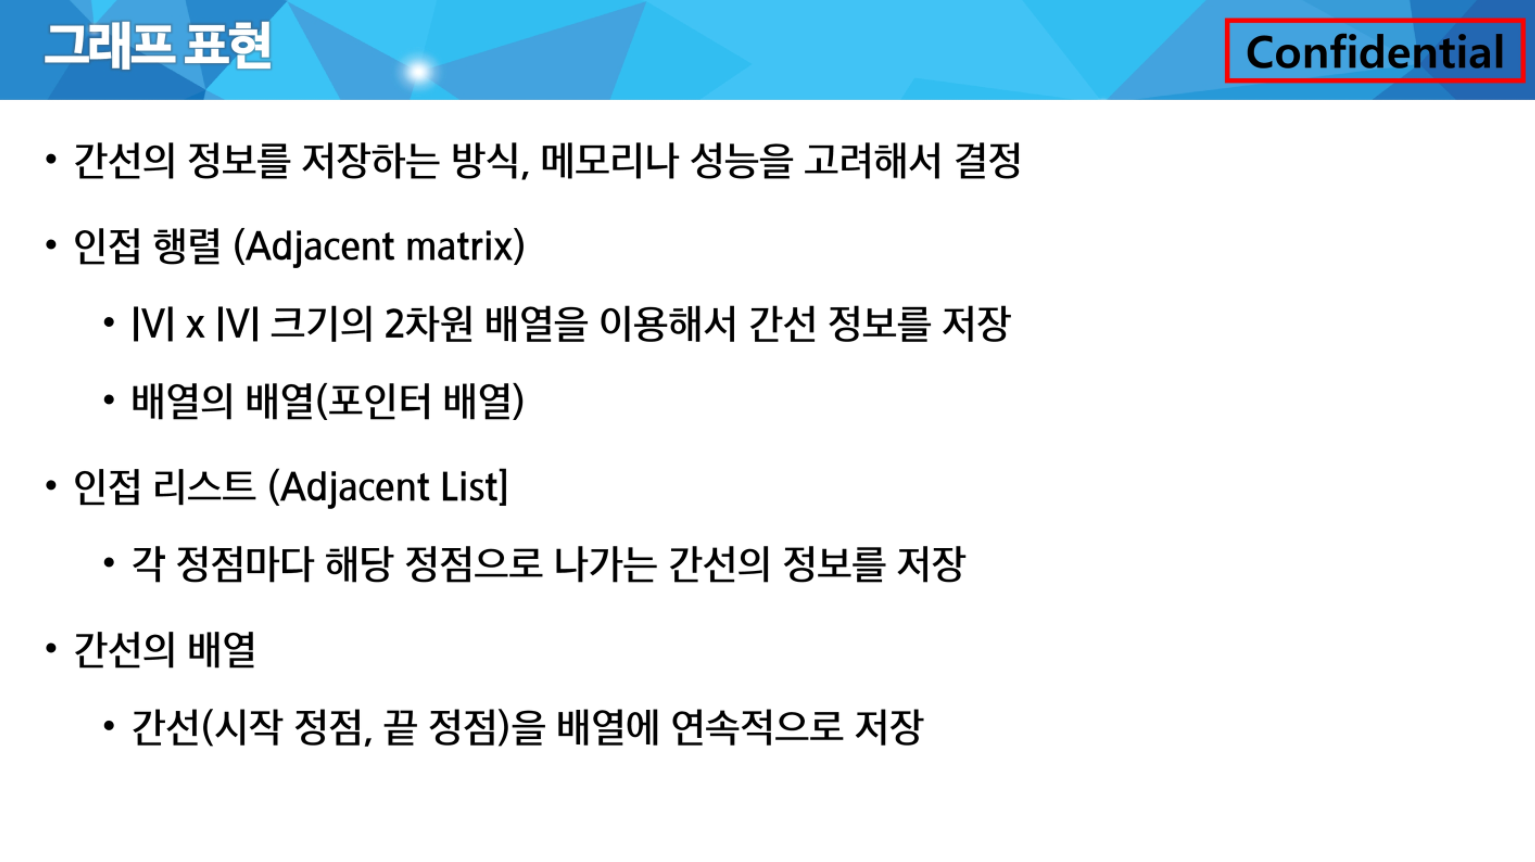 그래프 표현
Confidential
• 간선의 정보를 저장하는 방식, 메모리나 성능을 고려해서 결정
• 인접 행렬 (Adjacent matrix)
• |V| x |V| 크기의 2차원 배열을 이용해서 간선 정보를 저장
• 배열의 배열(포인터 배열)
• 인접 리스트 (Adjacent List]
• 각 정점마다 해당 정점으로 나가는 간선의 정보를 저장
• 간선의 배열
• 간선(시작 정점, 끝 정점)을 배열에 연속적으로 저장